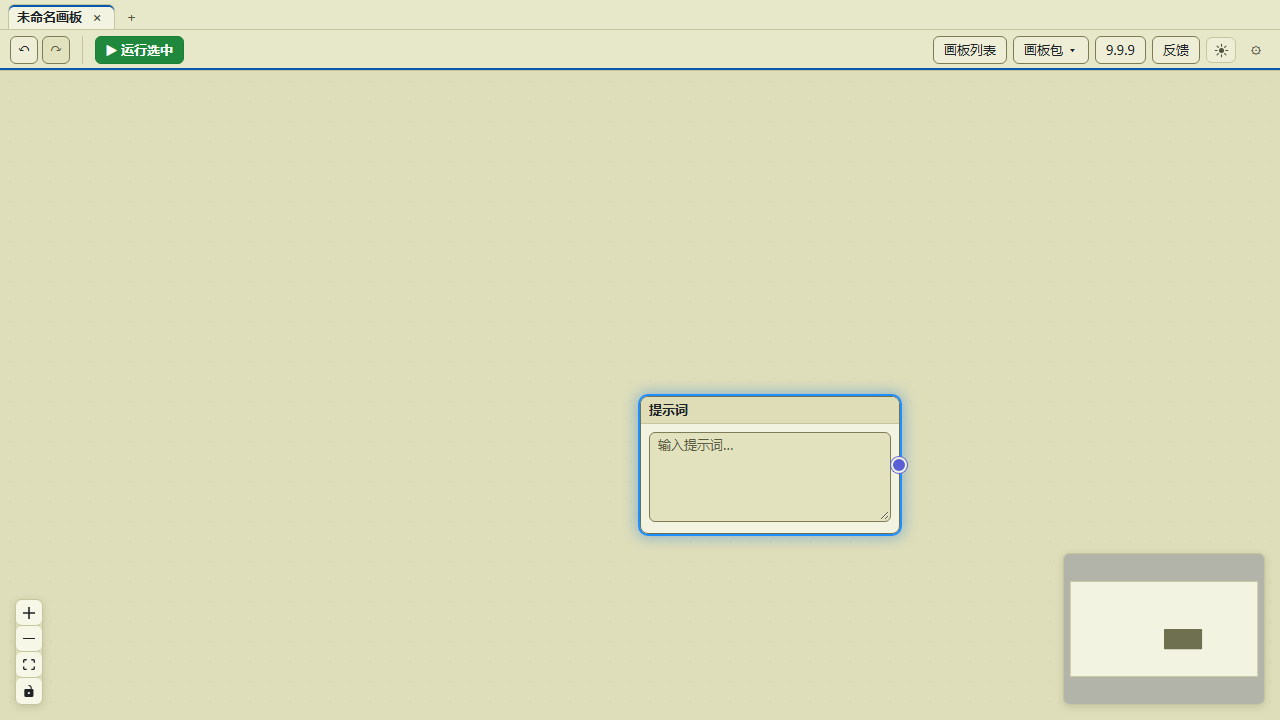 未命名画板 × +
▶ 运行选中 画板列表 画板包 9.9.9 反馈
提示词
输入提示词...